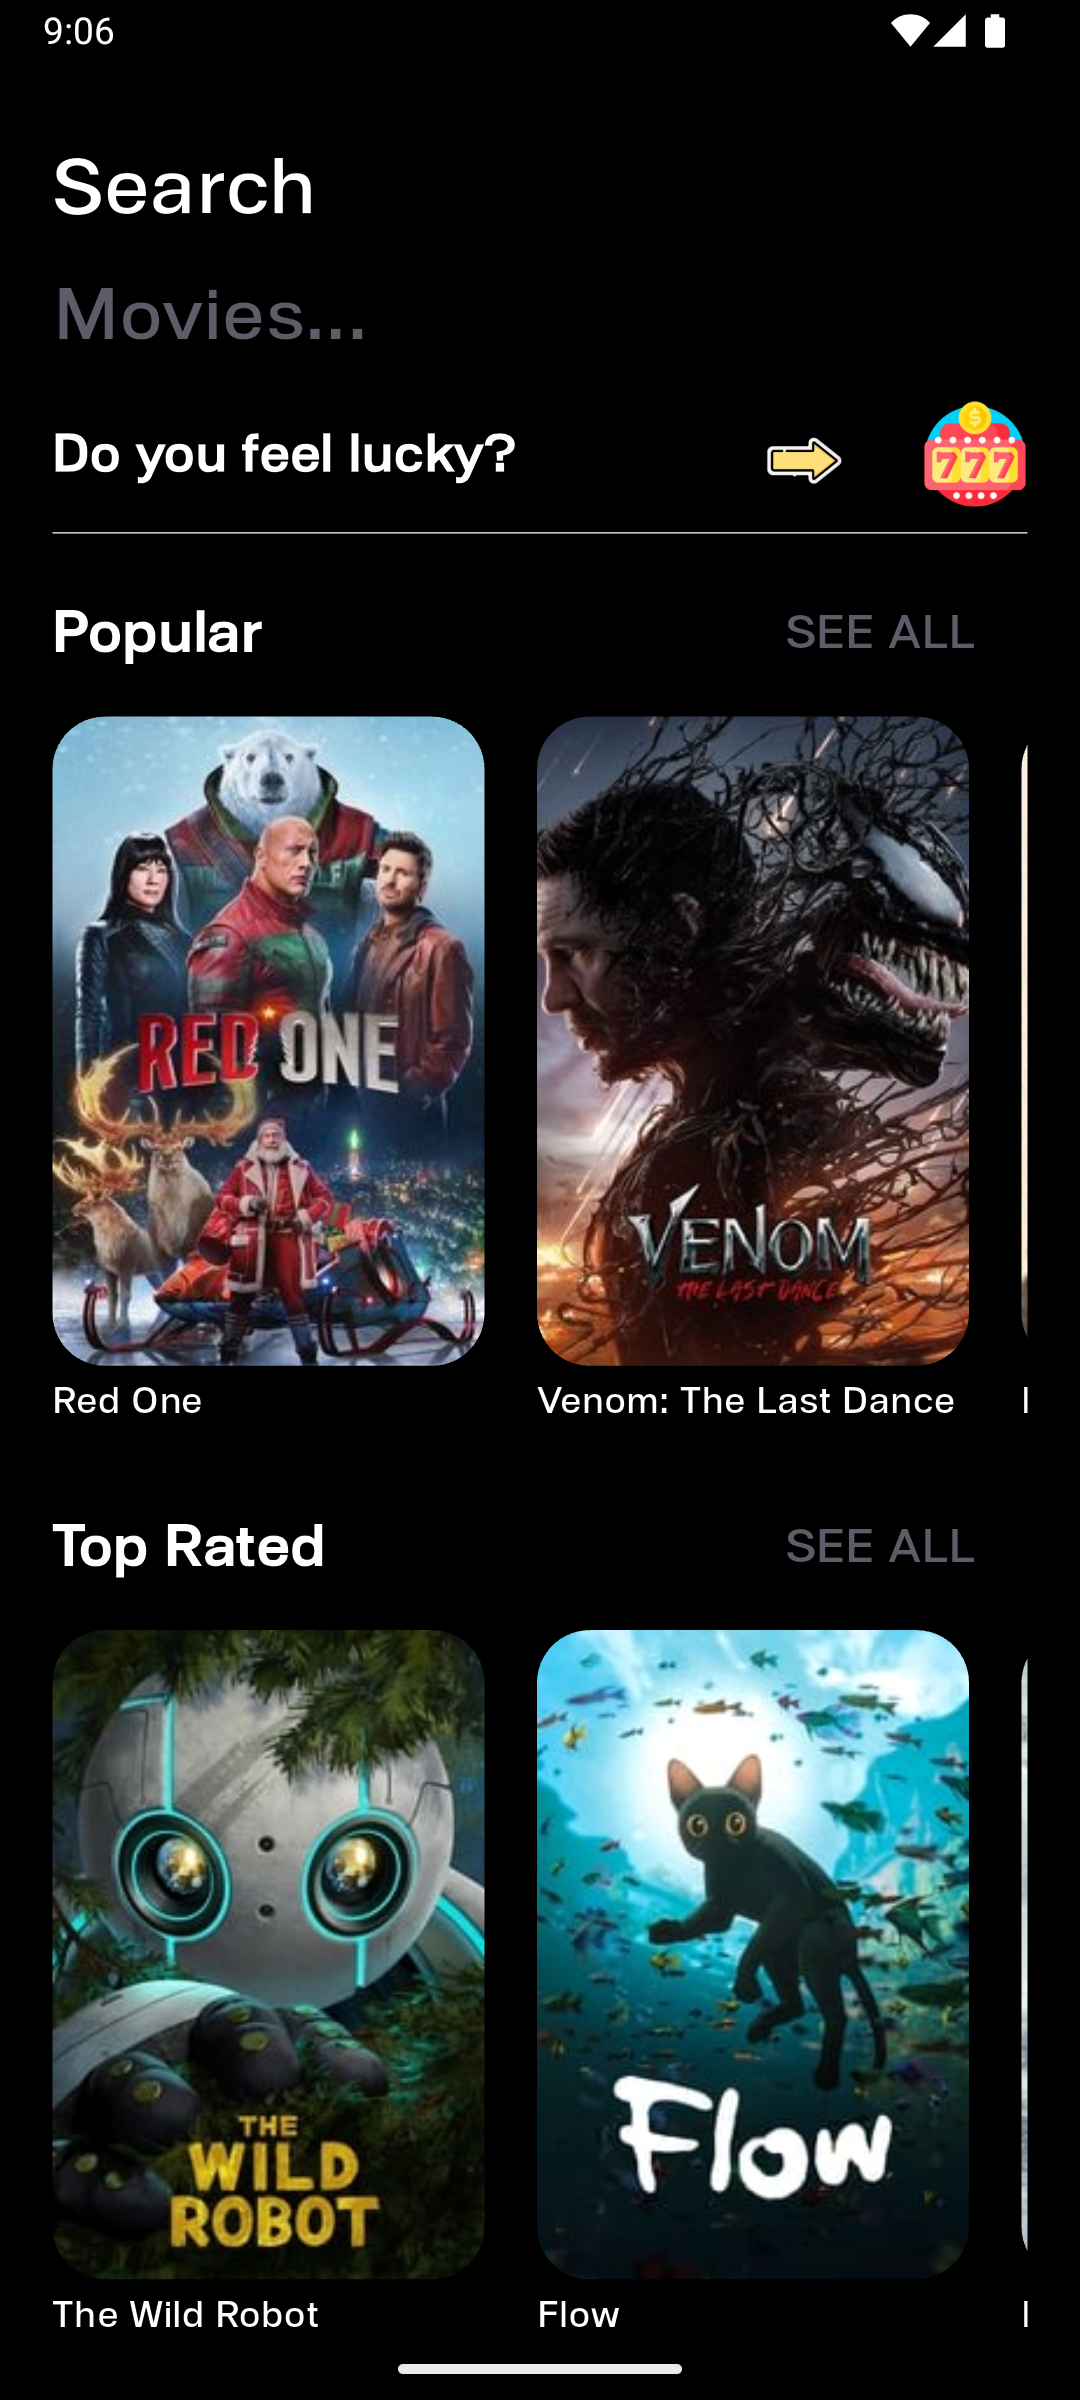 9:06
Search
Movies...
Do you feel lucky?
$
777
Popular
SEE ALL
RED ONE
VENOM
THE LAST DANCE
Red One
Venom: The Last Dance
Top Rated
SEE ALL
THE
WILD
ROBOT
Flow
The Wild Robot
Flow